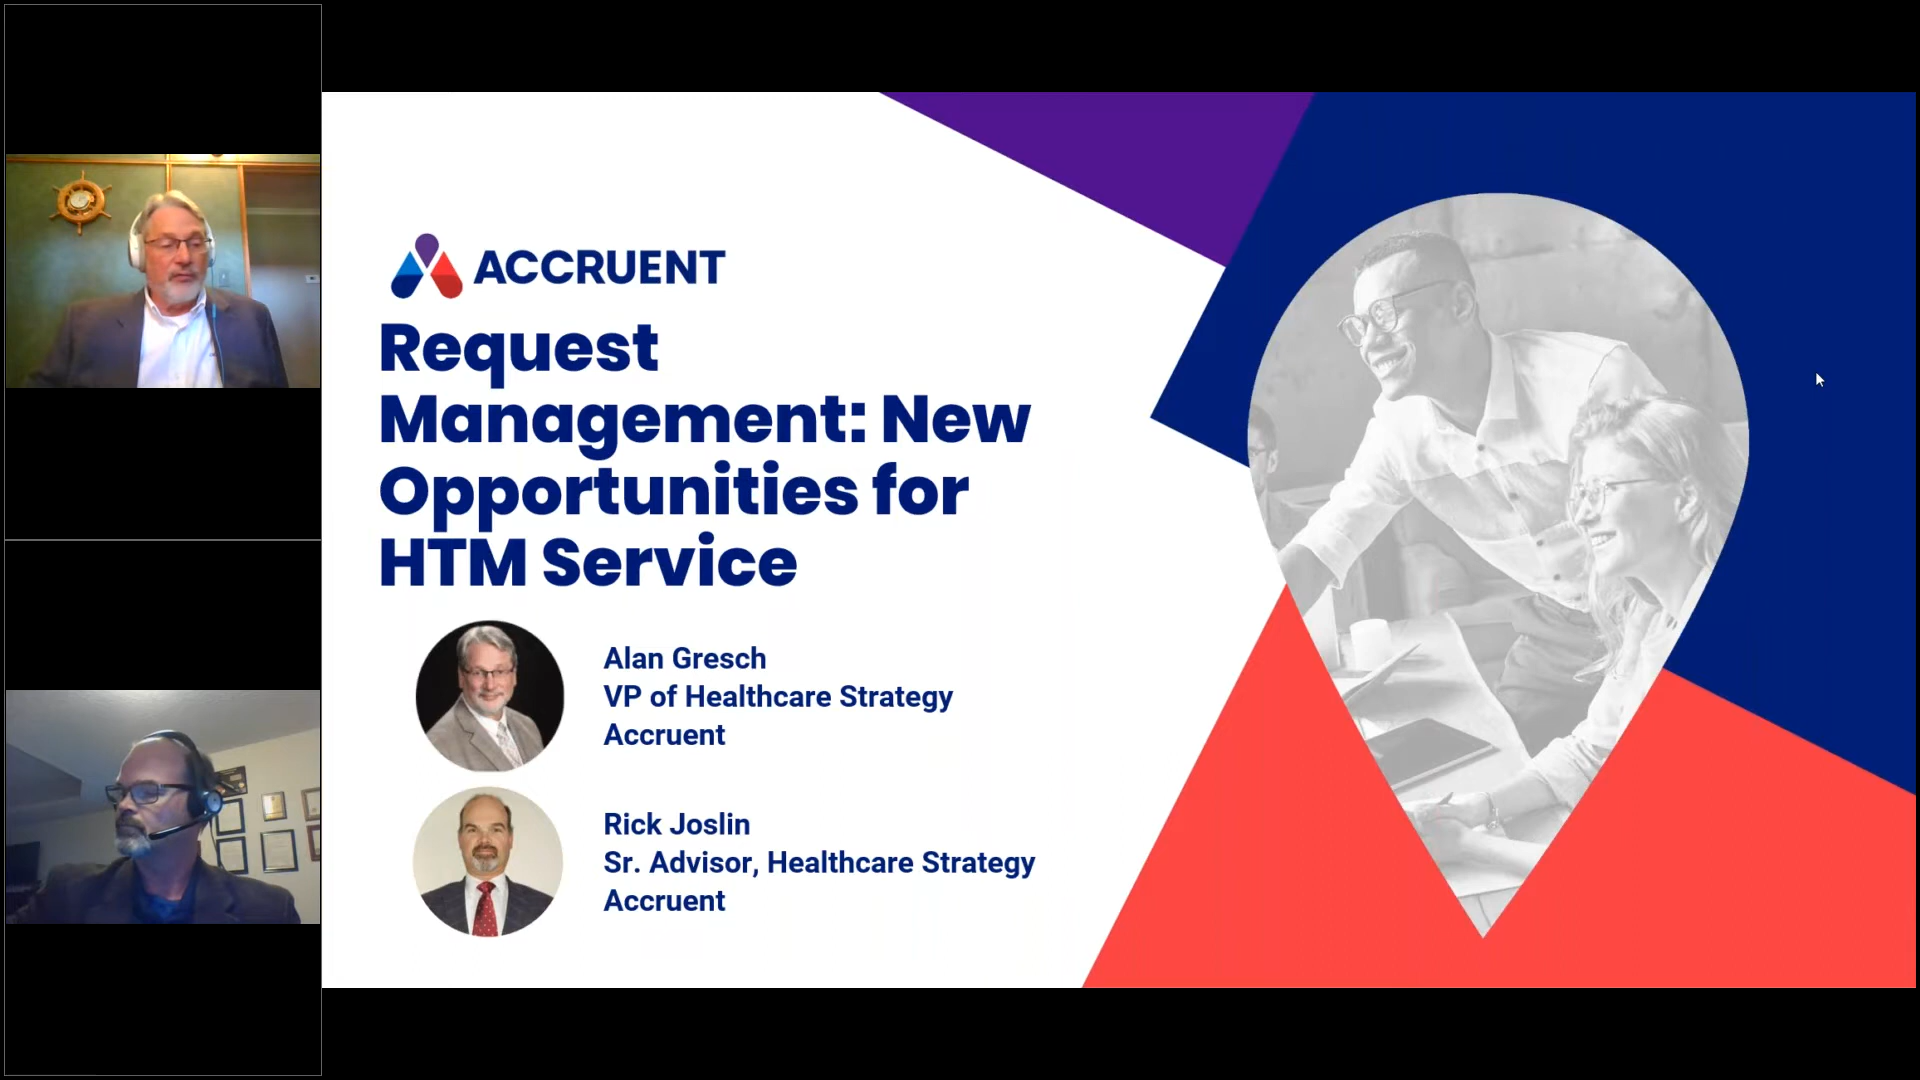 ACCRUENT
Request
Management: New
Opportunities for
HTM Service
Alan Gresch
VP of Healthcare Strategy
Accruent
Rick Joslin
Sr. Advisor, Healthcare Strategy
Accruent